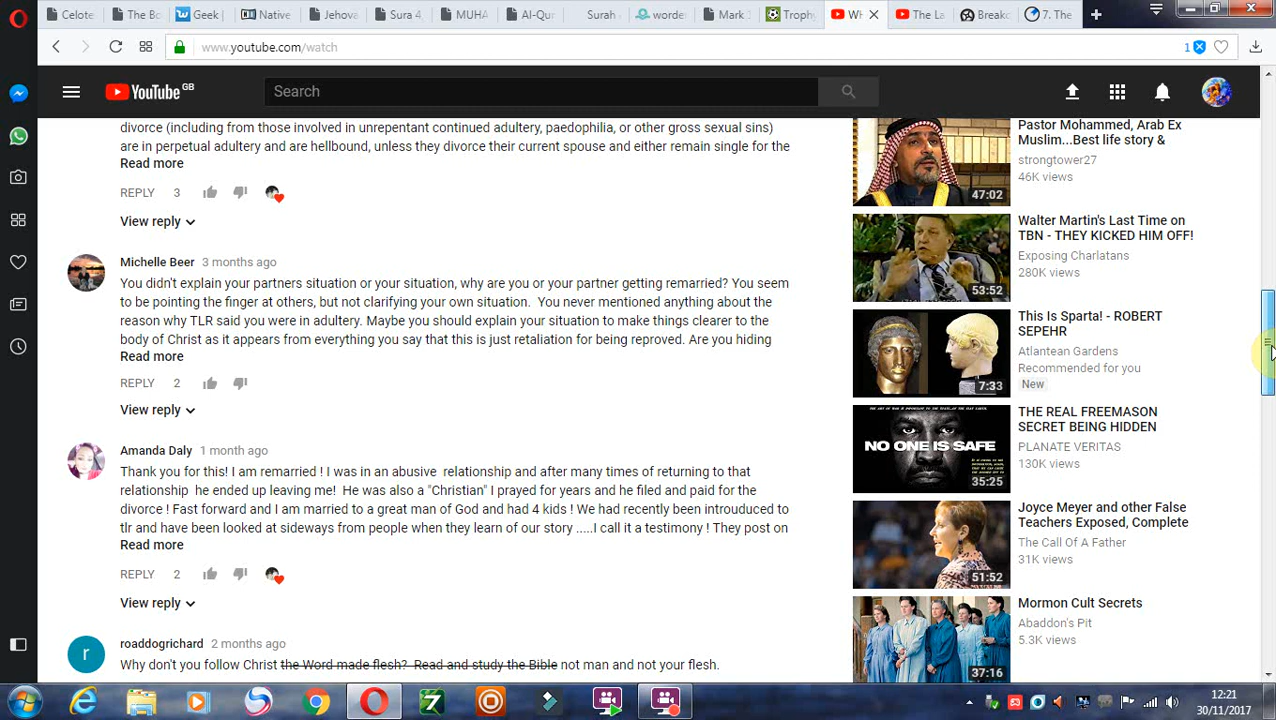 Celote
The Bo
Geek |
Native
Jehova
Sura 4,
MUHA
Al-Qur
Surah
worder
Mark
Trophy
WH
The La
Breako
7. The
www.youtube.com/watch
1
YouTube GB
Search
divorce (including from those involved in unrepentant continued adultery, paedophilia, or other gross sexual sins)
are in perpetual adultery and are hellbound, unless they divorce their current spouse and either remain single for the
Read more
REPLY 3
View reply
Michelle Beer 3 months ago
You didn't explain your partners situation or your situation, why are you or your partner getting remarried? You seem
to be pointing the finger at others, but not clarifying your own situation. You never mentioned anything about the
reason why TLR said you were in adultery. Maybe you should explain your situation to make things clearer to the
body of Christ as it appears from everything you say that this is just retaliation for being reproved. Are you hiding
Read more
REPLY 2
View reply
Amanda Daly 1 month ago
Thank you for this! I am remarried ! I was in an abusive relationship and after many times of returning to that
relationship he ended up leaving me! He was also a "Christian" I prayed for years and he filed and paid for the
divorce ! Fast forward and I am married to a great man of God and had 4 kids ! We had recently been introuduced to
tlr and have been looked at sideways from people when they learn of our story .....I call it a testimony ! They post on
Read more
REPLY 2
View reply
r
roaddogrichard 2 months ago
Why don't you follow Christ the Word made flesh? Read and study the Bible not man and not your flesh.
47:02
Pastor Mohammed, Arab Ex
Muslim...Best life story &
strongtower27
46K views
53:52
Walter Martin's Last Time on
TBN - THEY KICKED HIM OFF!
Exposing Charlatans
280K views
7:33
This Is Sparta! - ROBERT
SEPEHR
Atlantean Gardens
Recommended for you
New
NO ONE IS SAFE
35:25
THE RIAL FREEMASON
SECRET BEING HIDDEN
PLANATE VERITAS
130K views
51:52
Joyce Meyer and other False
Teachers Exposed, Complete
The Call Of A Father
31K views
37:16
Mormon Cult Secrets
Abaddon's Pit
5.3K views
12:21
30/11/2017